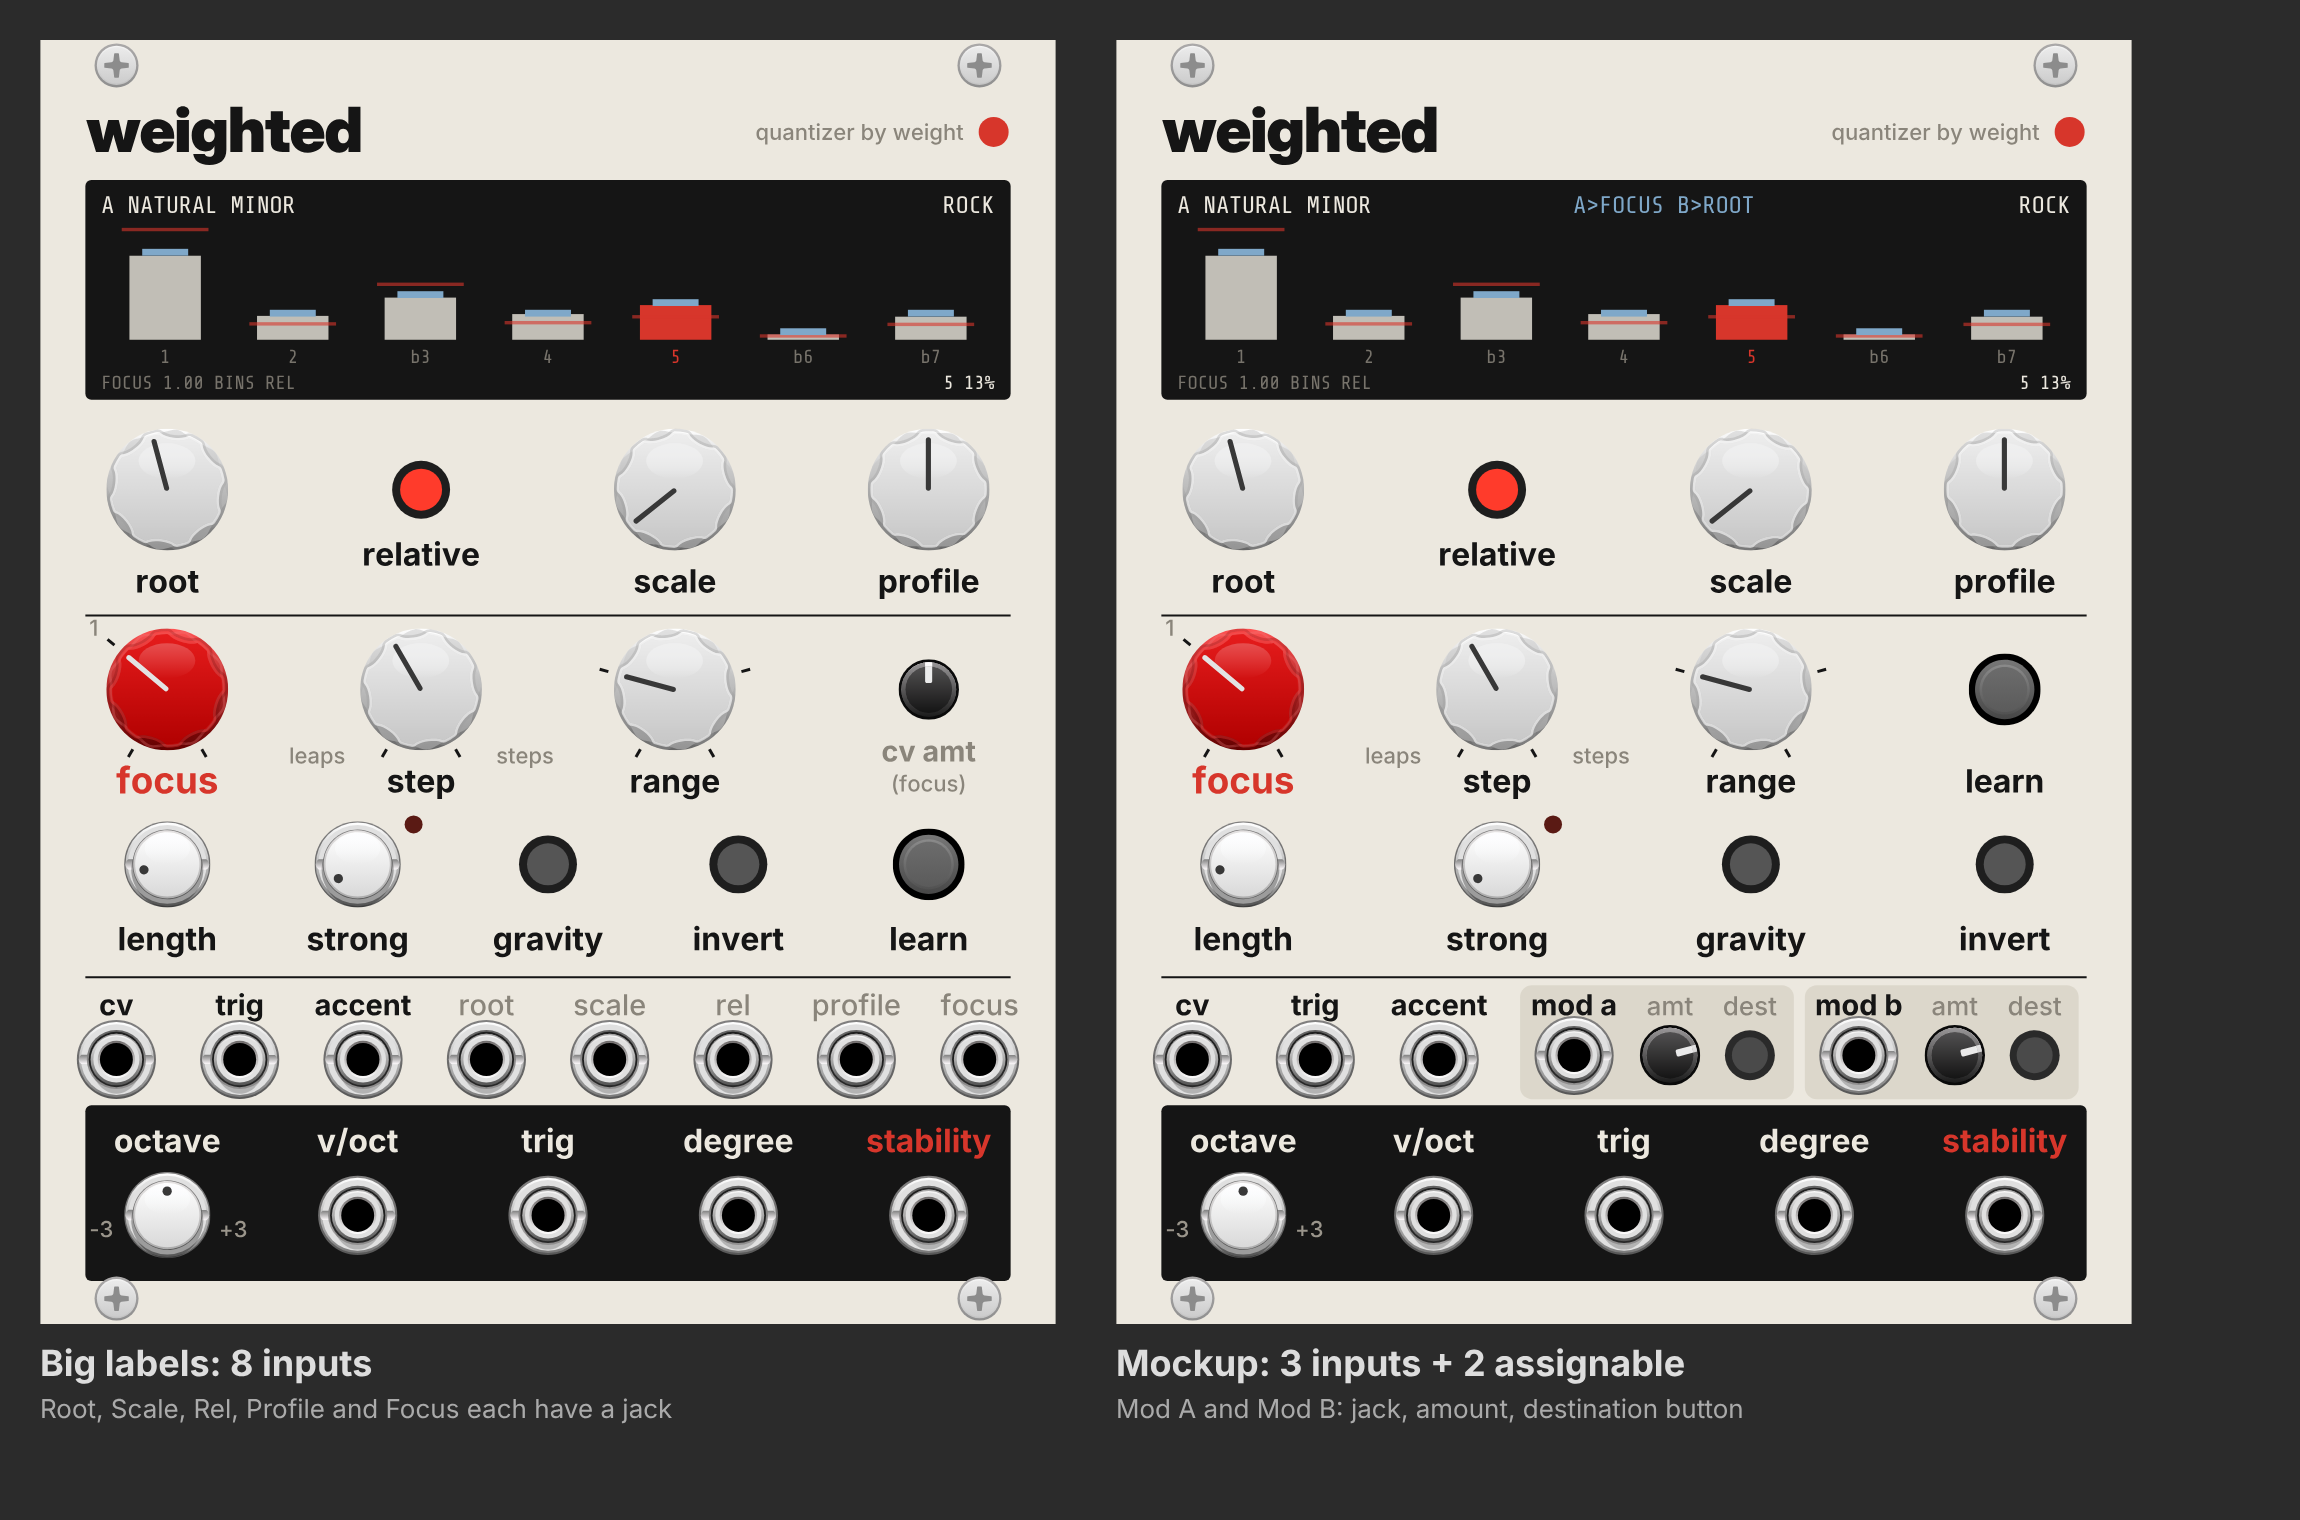 weighted
quantizer by weight
A NATURAL MINOR ROCK
1 2 b3 4 5 b6 b7
FOCUS 1.00 BINS REL 5 13%
root relative scale profile
1
leaps steps
focus step range cv amt
(focus)
length strong gravity invert learn
cv trig accent root scale rel profile focus
octave v/oct trig degree stability
-3 +3
Big labels: 8 inputs
Root, Scale, Rel, Profile and Focus each have a jack
weighted
quantizer by weight
A NATURAL MINOR A>FOCUS B>ROOT ROCK
1 2 b3 4 5 b6 b7
FOCUS 1.00 BINS REL 5 13%
root relative scale profile
1
leaps steps
focus step range learn
length strong gravity invert
cv trig accent mod a amt dest mod b amt dest
octave v/oct trig degree stability
-3 +3
Mockup: 3 inputs + 2 assignable
Mod A and Mod B: jack, amount, destination button